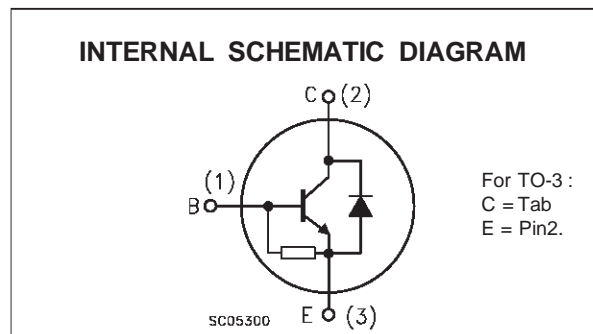 INTERNAL SCHEMATIC DIAGRAM
C (2)
(1)
B
For TO-3 :
C = Tab
E = Pin2.
SC05300
E (3)